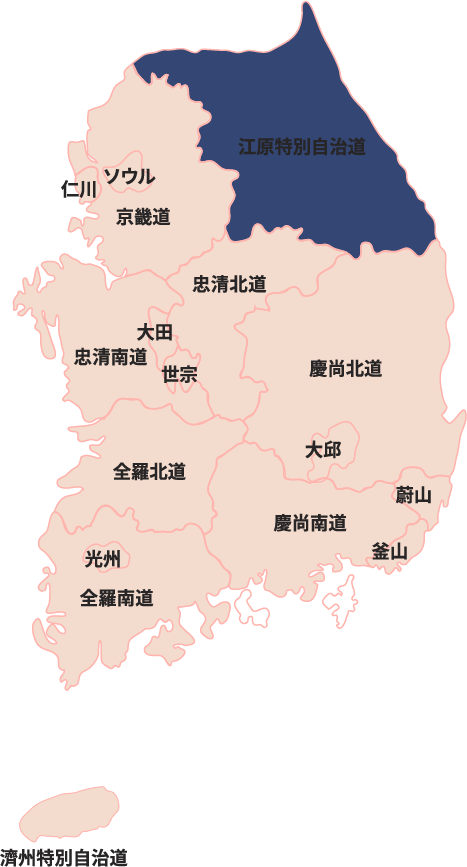 江原特別自治道
ソウル
仁川
京畿道
忠清北道
大田
忠清南道
世宗
慶尚北道
大邱
全羅北道
蔚山
慶尚南道
釜山
光州
全羅南道
濟州特別自治道